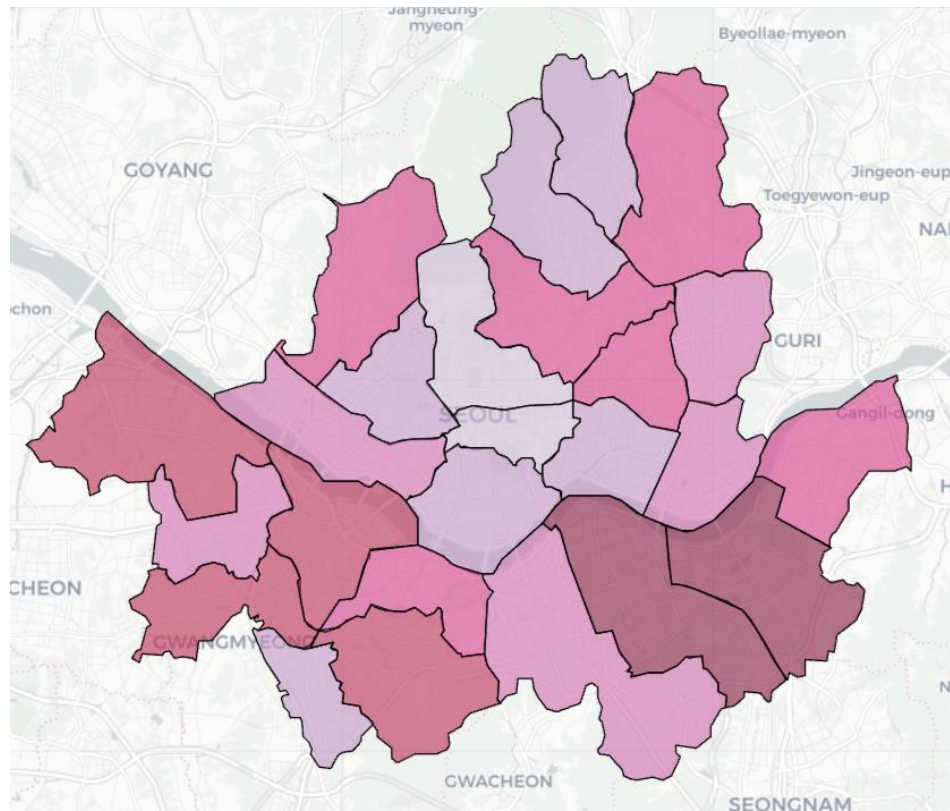 Jangheung-
myeon
Byeollae-myeon
GOYANG
Jingeon-eup
Toegyewon-eup
NA
chon
GURI
SEOUL
Gangil-dong
H
CHEON
GWANGMYEONG
N
GWACHEON
SEONGNAM